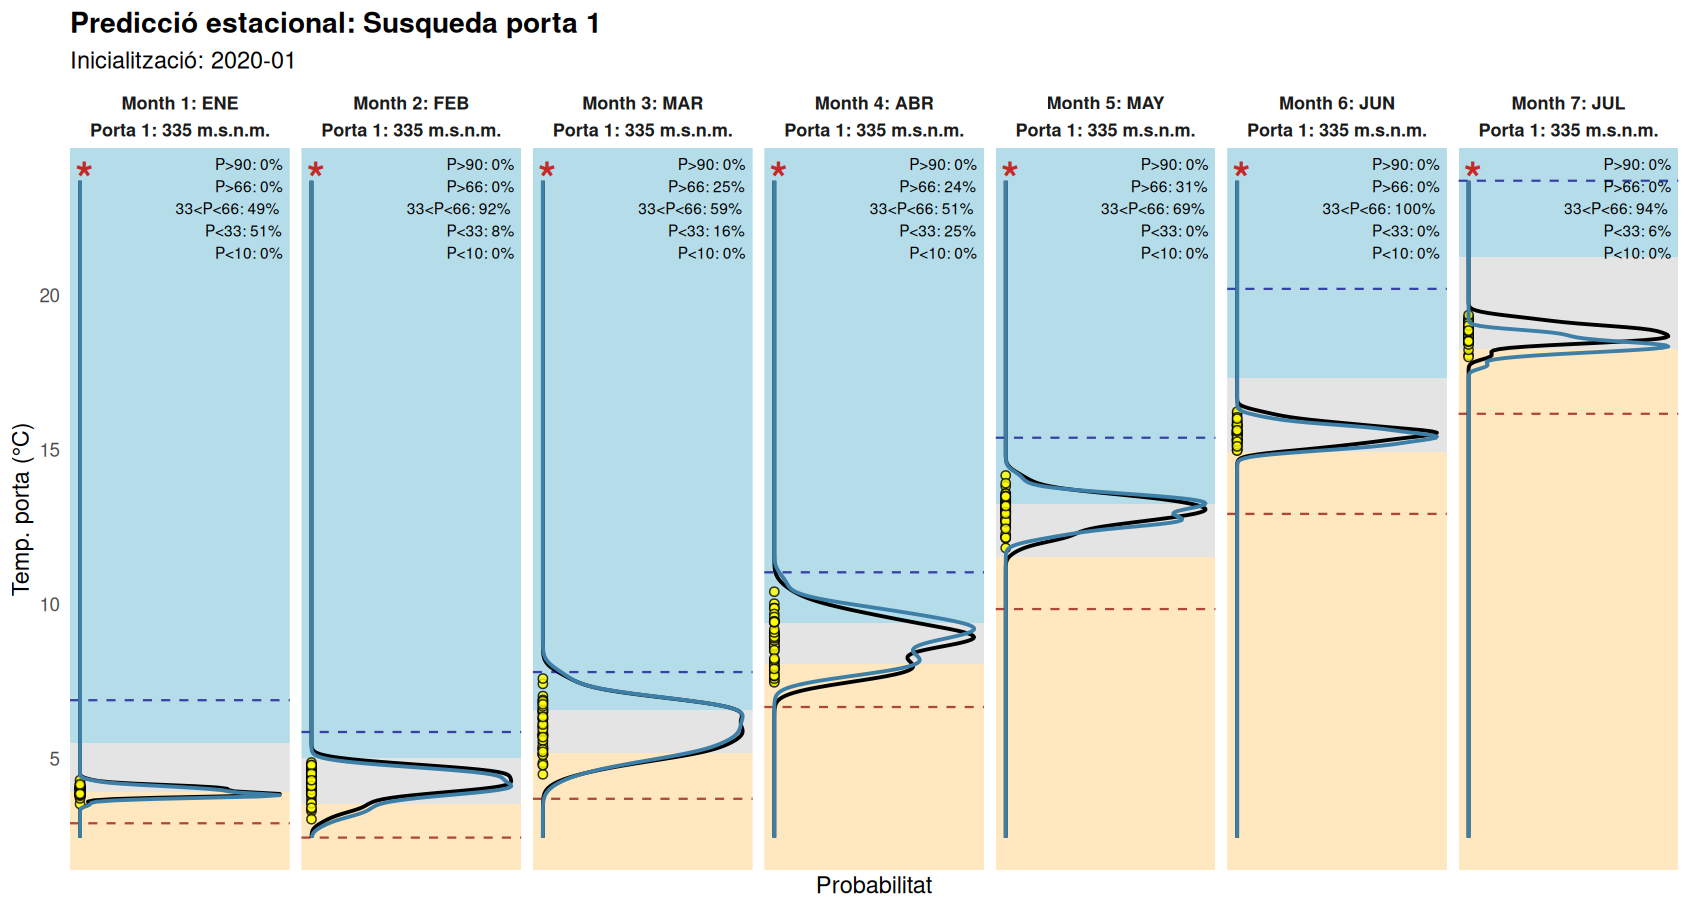 Predicció estacional: Susqueda porta 1
Inicialització: 2020-01
Month 1: ENE
Porta 1: 335 m.s.n.m.
Month 2: FEB
Porta 1: 335 m.s.n.m.
Month 3: MAR
Porta 1: 335 m.s.n.m.
Month 4: ABR
Porta 1: 335 m.s.n.m.
Month 5: MAY
Porta 1: 335 m.s.n.m.
Month 6: JUN
Porta 1: 335 m.s.n.m.
Month 7: JUL
Porta 1: 335 m.s.n.m.
*
P>90: 0%
P>66: 0%
33<P<66: 49%
P<33: 51%
P<10: 0%
*
P>90: 0%
P>66: 0%
33<P<66: 92%
P<33: 8%
P<10: 0%
*
P>90: 0%
P>66: 25%
33<P<66: 59%
P<33: 16%
P<10: 0%
*
P>90: 0%
P>66: 24%
33<P<66: 51%
P<33: 25%
P<10: 0%
*
P>90: 0%
P>66: 31%
33<P<66: 69%
P<33: 0%
P<10: 0%
*
P>90: 0%
P>66: 0%
33<P<66: 100%
P<33: 0%
P<10: 0%
*
P>90: 0%
P>66: 0%
33<P<66: 94%
P<33: 6%
P<10: 0%
Temp. porta (°C)
20
15
10
5
Probabilitat